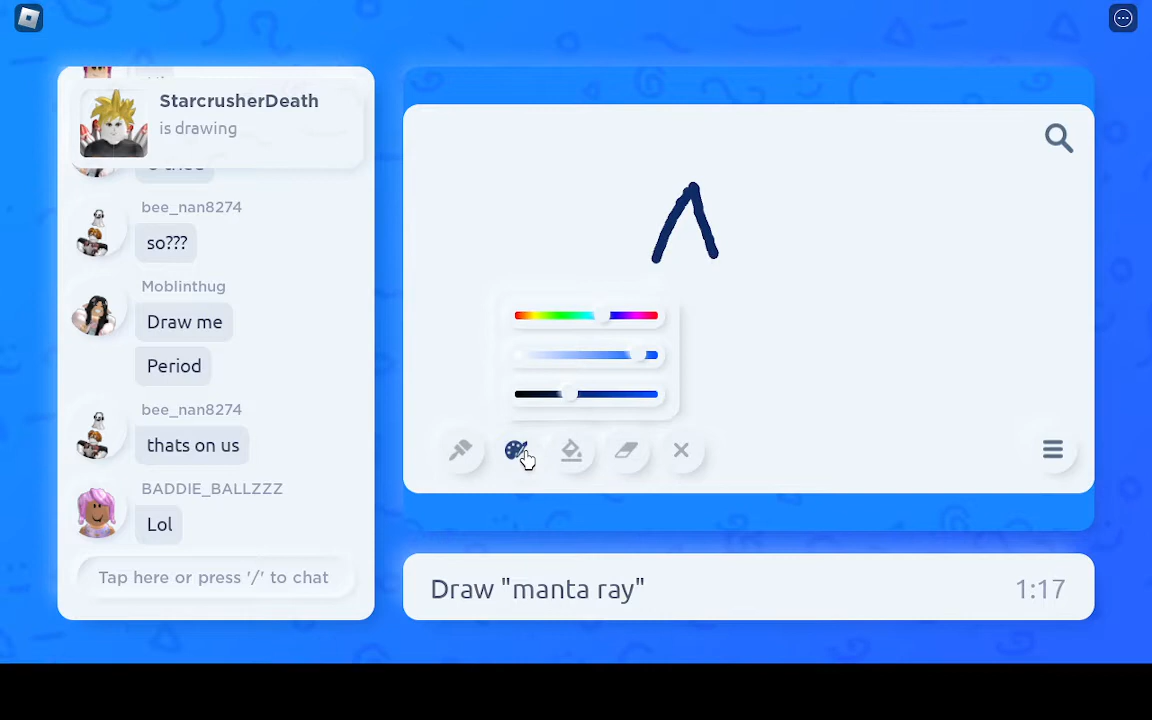 StarcrusherDeath
is drawing
bee_nan8274
so???
Moblinthug
Draw me
Period
bee_nan8274
thats on us
BADDIE_BALLZZZ
Lol
Tap here or press '/' to chat
Draw "manta ray"
1:17